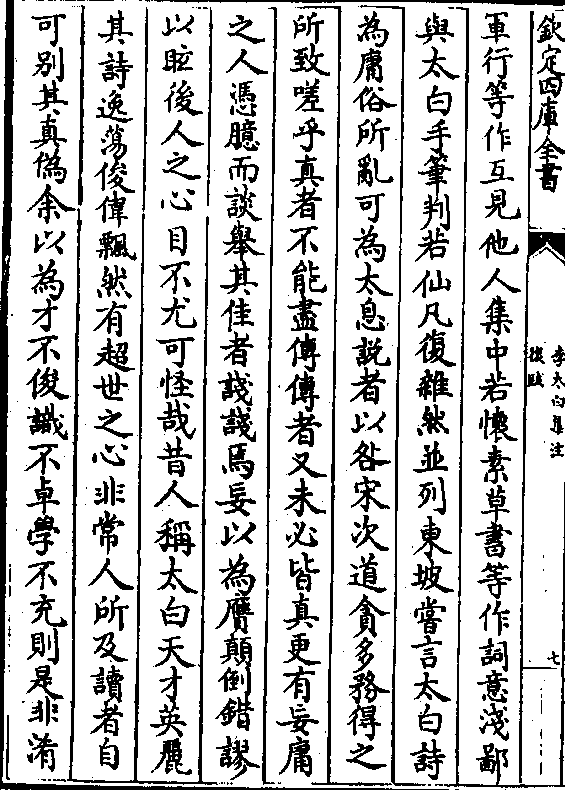 欽定四庫全書
李太白集注
後跋
七
軍行等作互見他人集中若懷素草書等作詞意淺鄙
與太白手筆判若仙凡復雜然並列東坡嘗言太白詩
為庸俗所亂可為太息說者以咎宋次道貪多務得之
所致嗟乎真者不能盡傳傳者又未必皆真更有妄庸
之人憑臆而談舉其佳者諓諓焉妄以為贋顛倒錯謬
以眩後人之心目不尤可怪哉昔人稱太白天才英麗
其詩逸蕩俊偉飄然有超世之心非常人所及讀者自
可别其真偽余以為才不俊識不卓學不充則是非淆